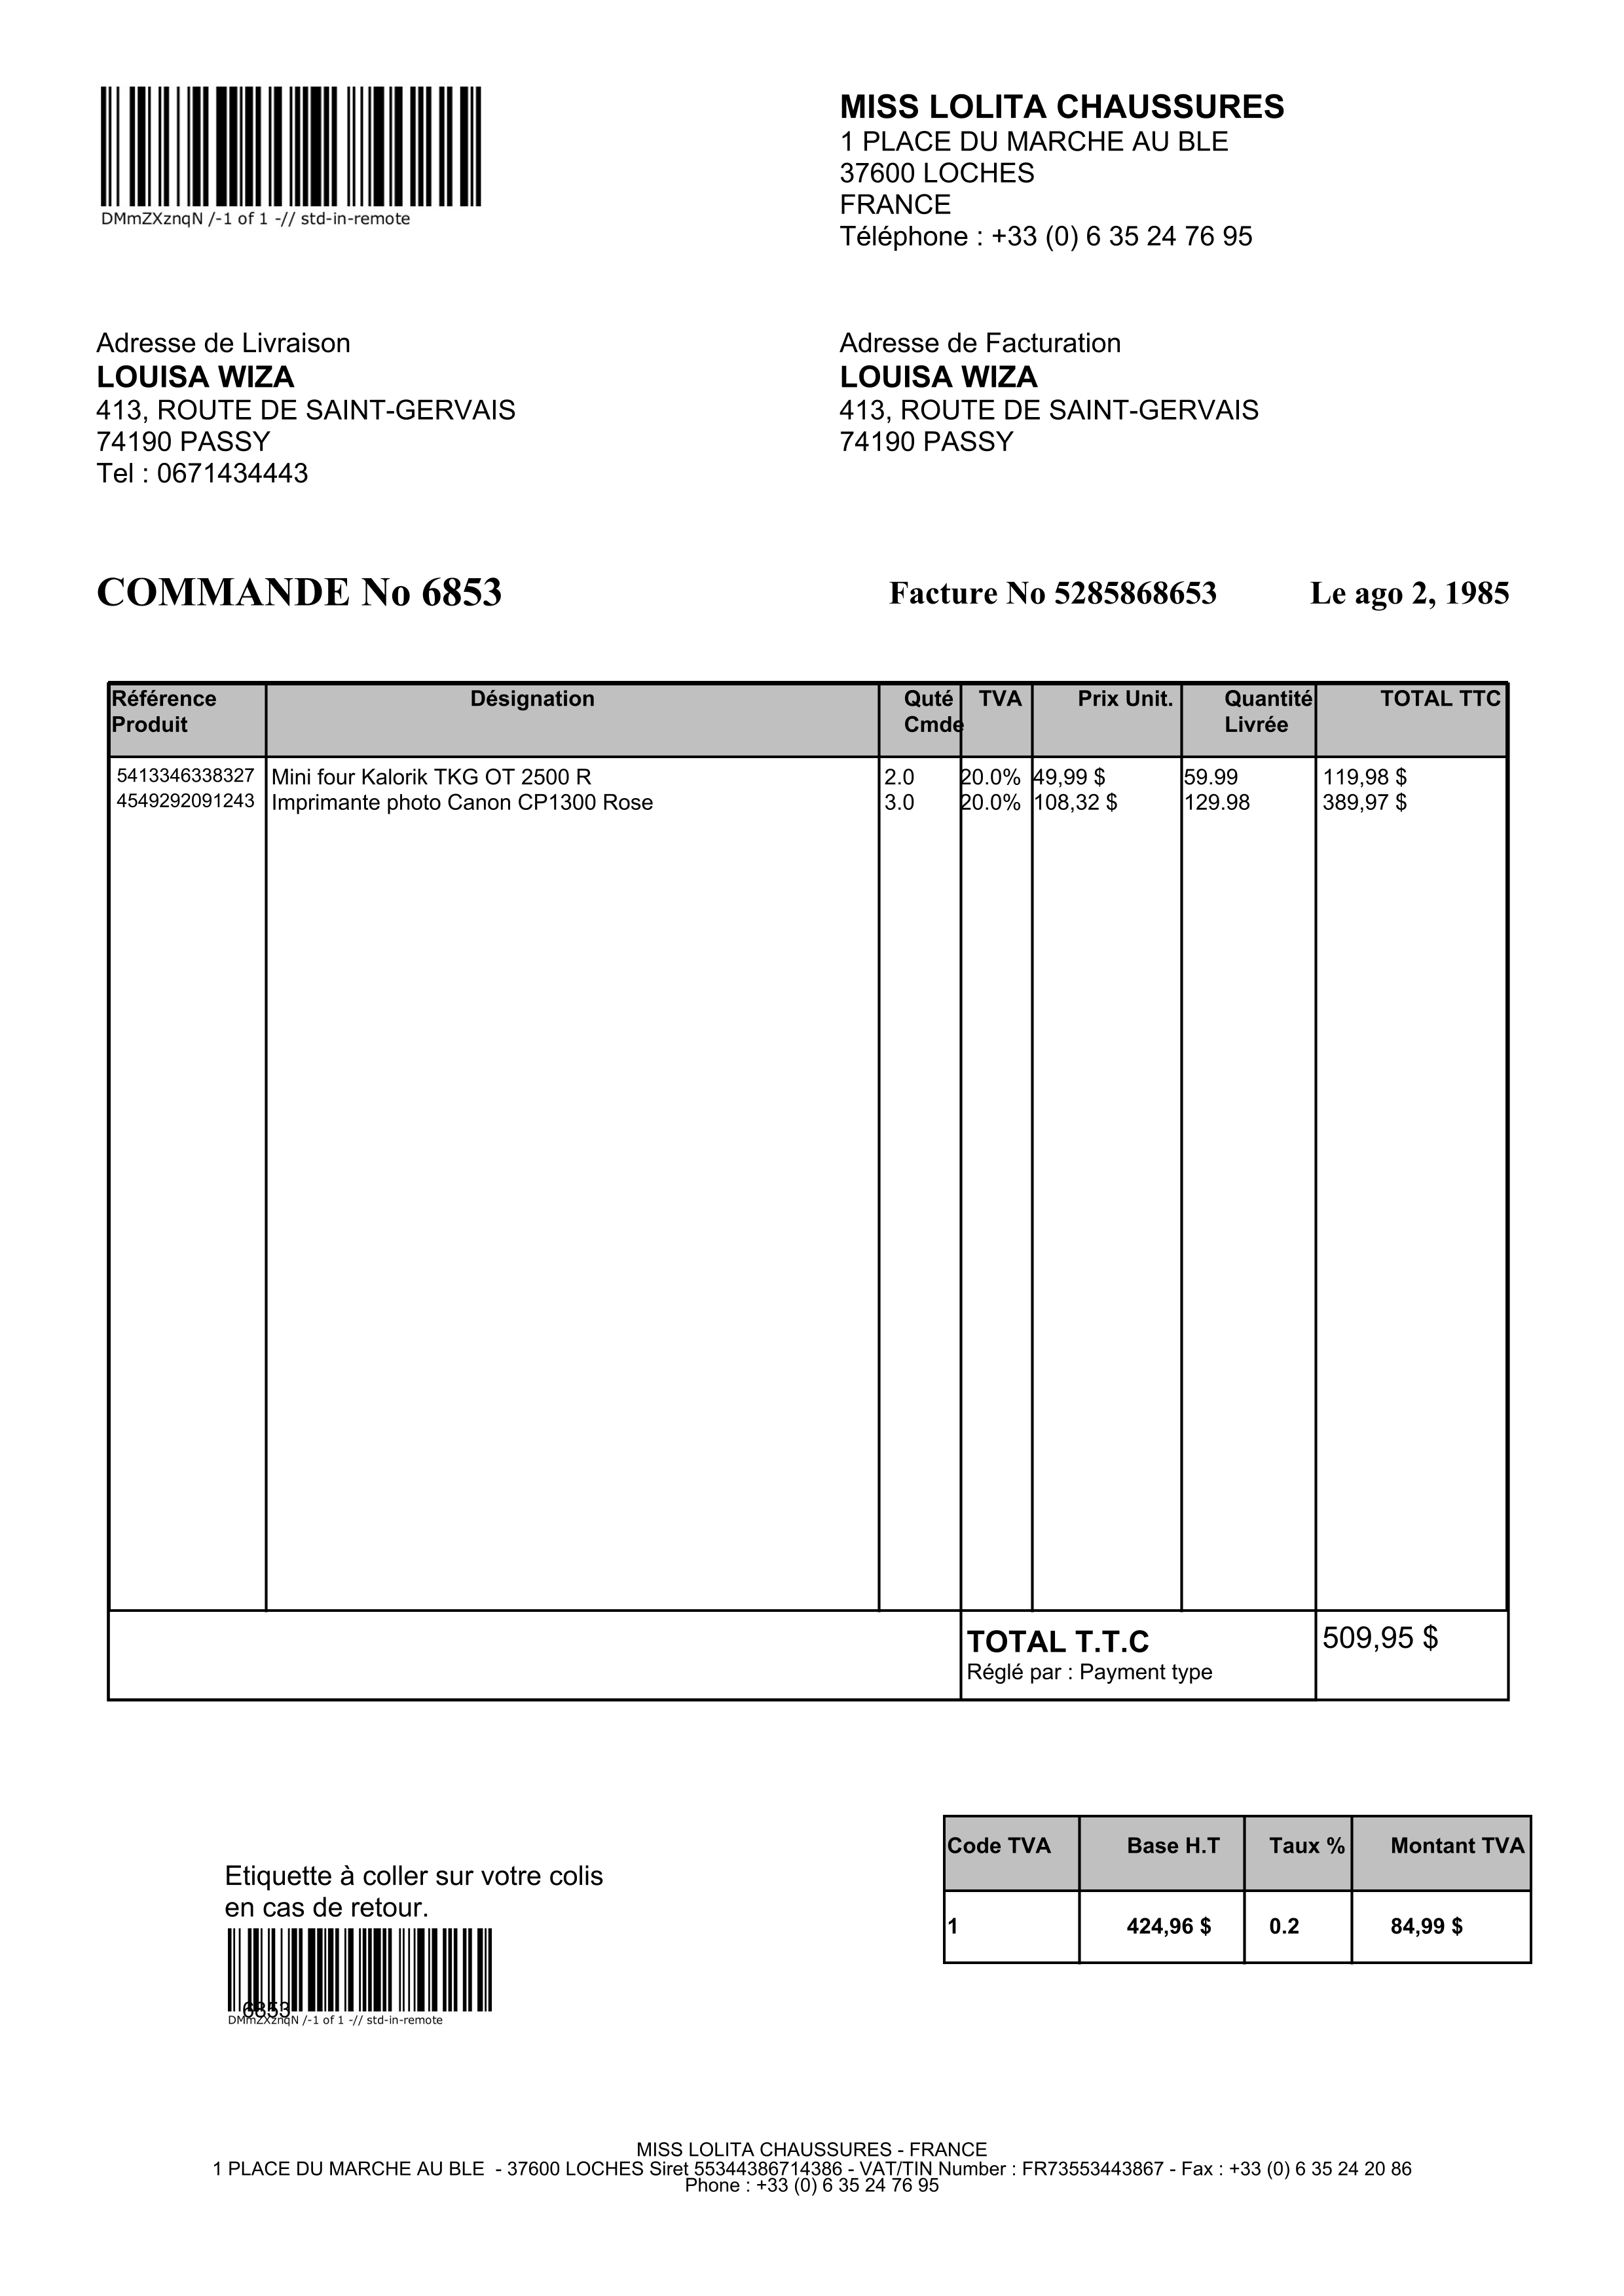 DMmZXznqN /-1 of 1 -// std-in-remote
MISS LOLITA CHAUSSURES
1 PLACE DU MARCHE AU BLE
37600 LOCHES
FRANCE
Téléphone : +33 (0) 6 35 24 76 95
Adresse de Livraison
LOUISA WIZA
413, ROUTE DE SAINT-GERVAIS
74190 PASSY
Tel : 0671434443
Adresse de Facturation
LOUISA WIZA
413, ROUTE DE SAINT-GERVAIS
74190 PASSY
COMMANDE No 6853 Facture No 5285868653 Le ago 2, 1985
Référence Produit Désignation Quté Cmde TVA Prix Unit. Quantité Livrée TOTAL TTC
5413346338327 Mini four Kalorik TKG OT 2500 R 2.0 20.0% 49,99 $ 59.99 119,98 $
4549292091243 Imprimante photo Canon CP1300 Rose 3.0 20.0% 108,32 $ 129.98 389,97 $
TOTAL T.T.C 509,95 $
Réglé par : Payment type
Code TVA Base H.T Taux % Montant TVA
1 424,96 $ 0.2 84,99 $
Etiquette à coller sur votre colis
en cas de retour.
6853
DMmZXznqN /-1 of 1 -// std-in-remote
MISS LOLITA CHAUSSURES - FRANCE
1 PLACE DU MARCHE AU BLE - 37600 LOCHES Siret 55344386714386 - VAT/TIN Number : FR73553443867 - Fax : +33 (0) 6 35 24 20 86
Phone : +33 (0) 6 35 24 76 95